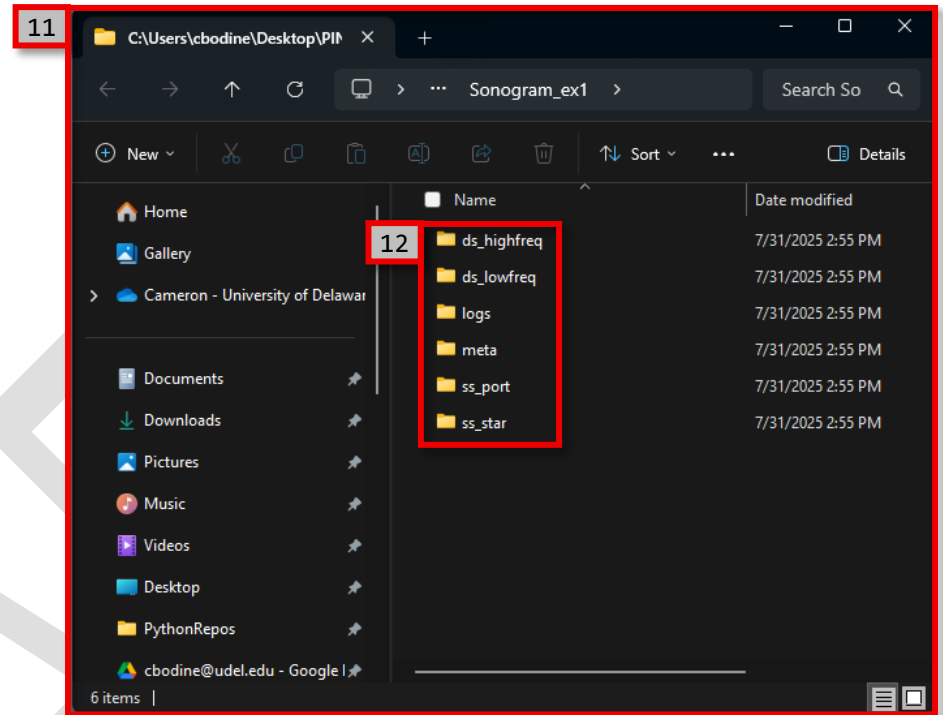 11
C:\Users\cbodine\Desktop\PIN
Sonogram_ex1
Search So
New
Sort
Details
Name
Date modified
Home
Gallery
Cameron - University of Delawar
Documents
Downloads
Pictures
Music
Videos
Desktop
PythonRepos
cbodine@udel.edu - Google
12
ds_highfreq 7/31/2025 2:55 PM
ds_lowfreq 7/31/2025 2:55 PM
logs 7/31/2025 2:55 PM
meta 7/31/2025 2:55 PM
ss_port 7/31/2025 2:55 PM
ss_star 7/31/2025 2:55 PM
6 items